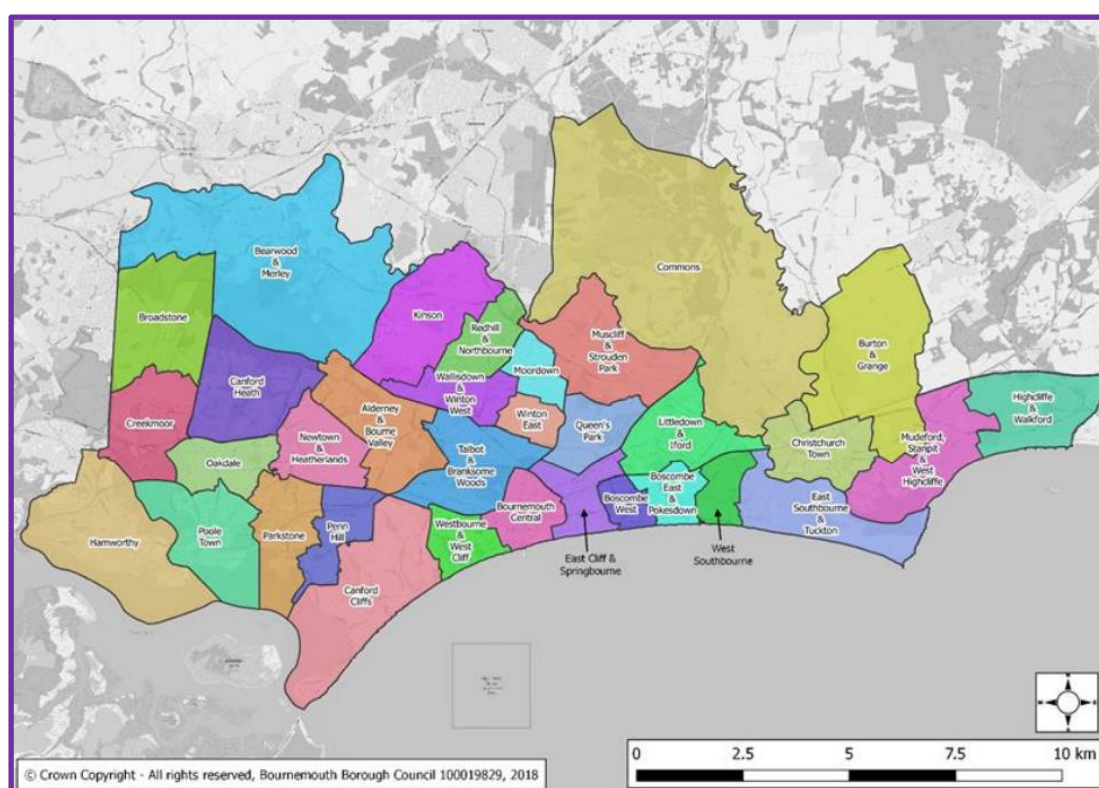 Bearwood
&
Merley
Commons
Broadstone
Kinson
Redhill
&
Northbourne
Muscliff
&
Strouden
Park
Burton
&
Grange
Canford
Heath
Wallisdown
&
Winton
West
Moordown
Highcliffe
&
Walkford
Creekmoor
Alderney
&
Bourne
Valley
Winton
East
Queen's
Park
Littledown
&
Iford
Christchurch
Town
Mudeford,
Stanpit
&
West
Highcliffe
Oakdale
Newtown
&
Heatherlands
Talbot
&
Branksome
Woods
Boscombe
East
&
Pokesdown
Bournemouth
Central
Boscombe
West
East
Southbourne
&
Tuckton
Hamworthy
Poole
Town
Parkstone
Penn
Hill
Westbourne
&
West
Cliff
East Cliff &
Springbourne
West
Southbourne
Canford
Cliffs
N
0 2.5 5 7.5 10 km
© Crown Copyright - All rights reserved, Bournemouth Borough Council 100019829, 2018